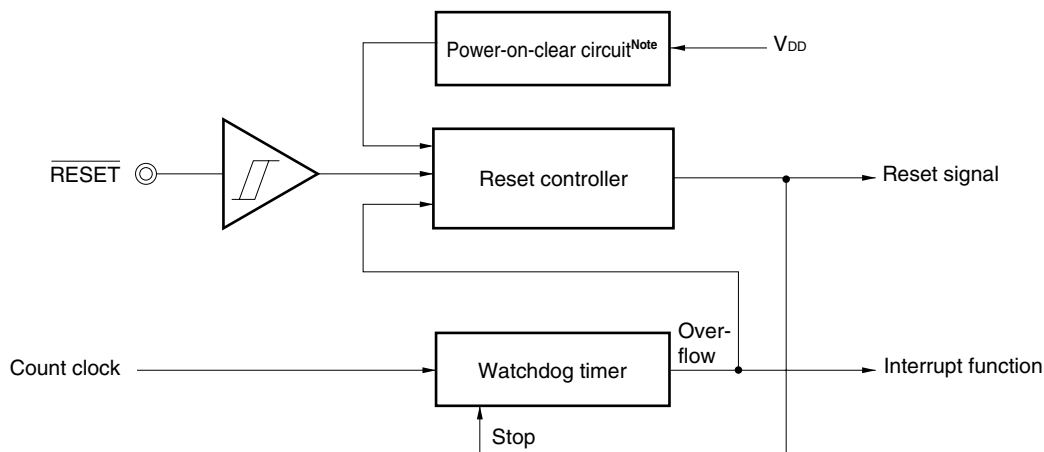 Power-on-clear circuitNote
VDD
RESET
Reset controller
Reset signal
Over-
flow
Count clock
Watchdog timer
Interrupt function
Stop